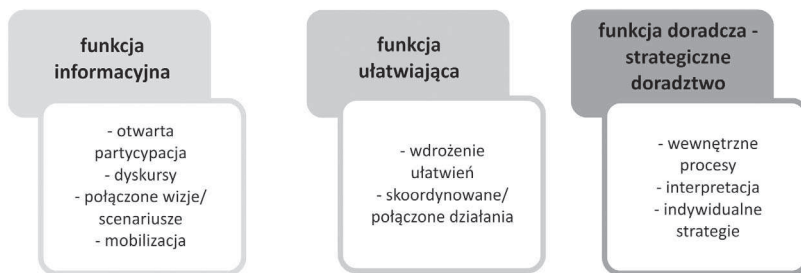 funkcja
informacyjna
- otwarta
partycypacja
- dyskursy
- połączone wizje/
scenariusze
- mobilizacja
funkcja
ułatwiająca
- wdrożenie
ułatwień
- skoordynowane/
połączone działania
funkcja doradcza -
strategiczne
doradztwo
- wewnętrzne
procesy
- interpretacja
- indywidualne
strategie